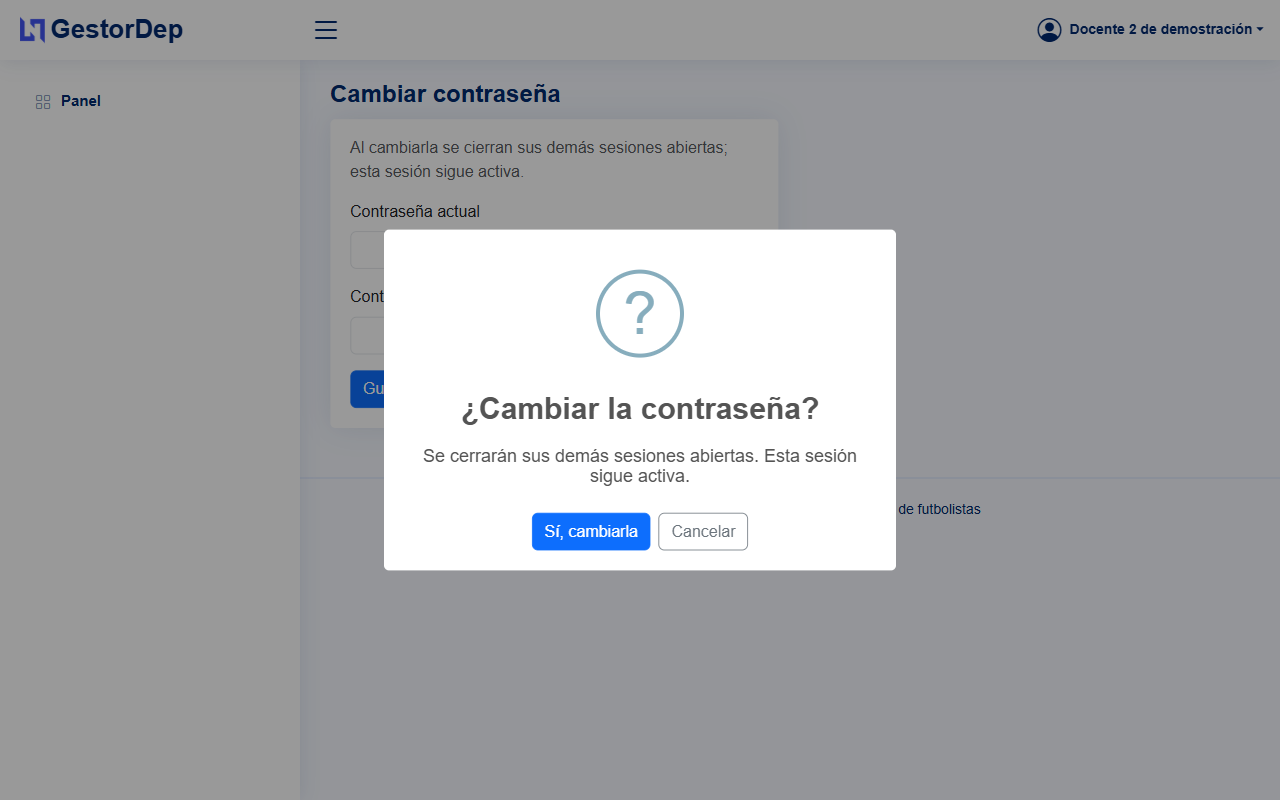 GestorDep
Docente 2 de demostración
Panel
Cambiar contraseña
Al cambiarla se cierran sus demás sesiones abiertas;
esta sesión sigue activa.
Contraseña actual
?
¿Cambiar la contraseña?
Se cerrarán sus demás sesiones abiertas. Esta sesión
sigue activa.
Sí, cambiarla
Cancelar
de futbolistas